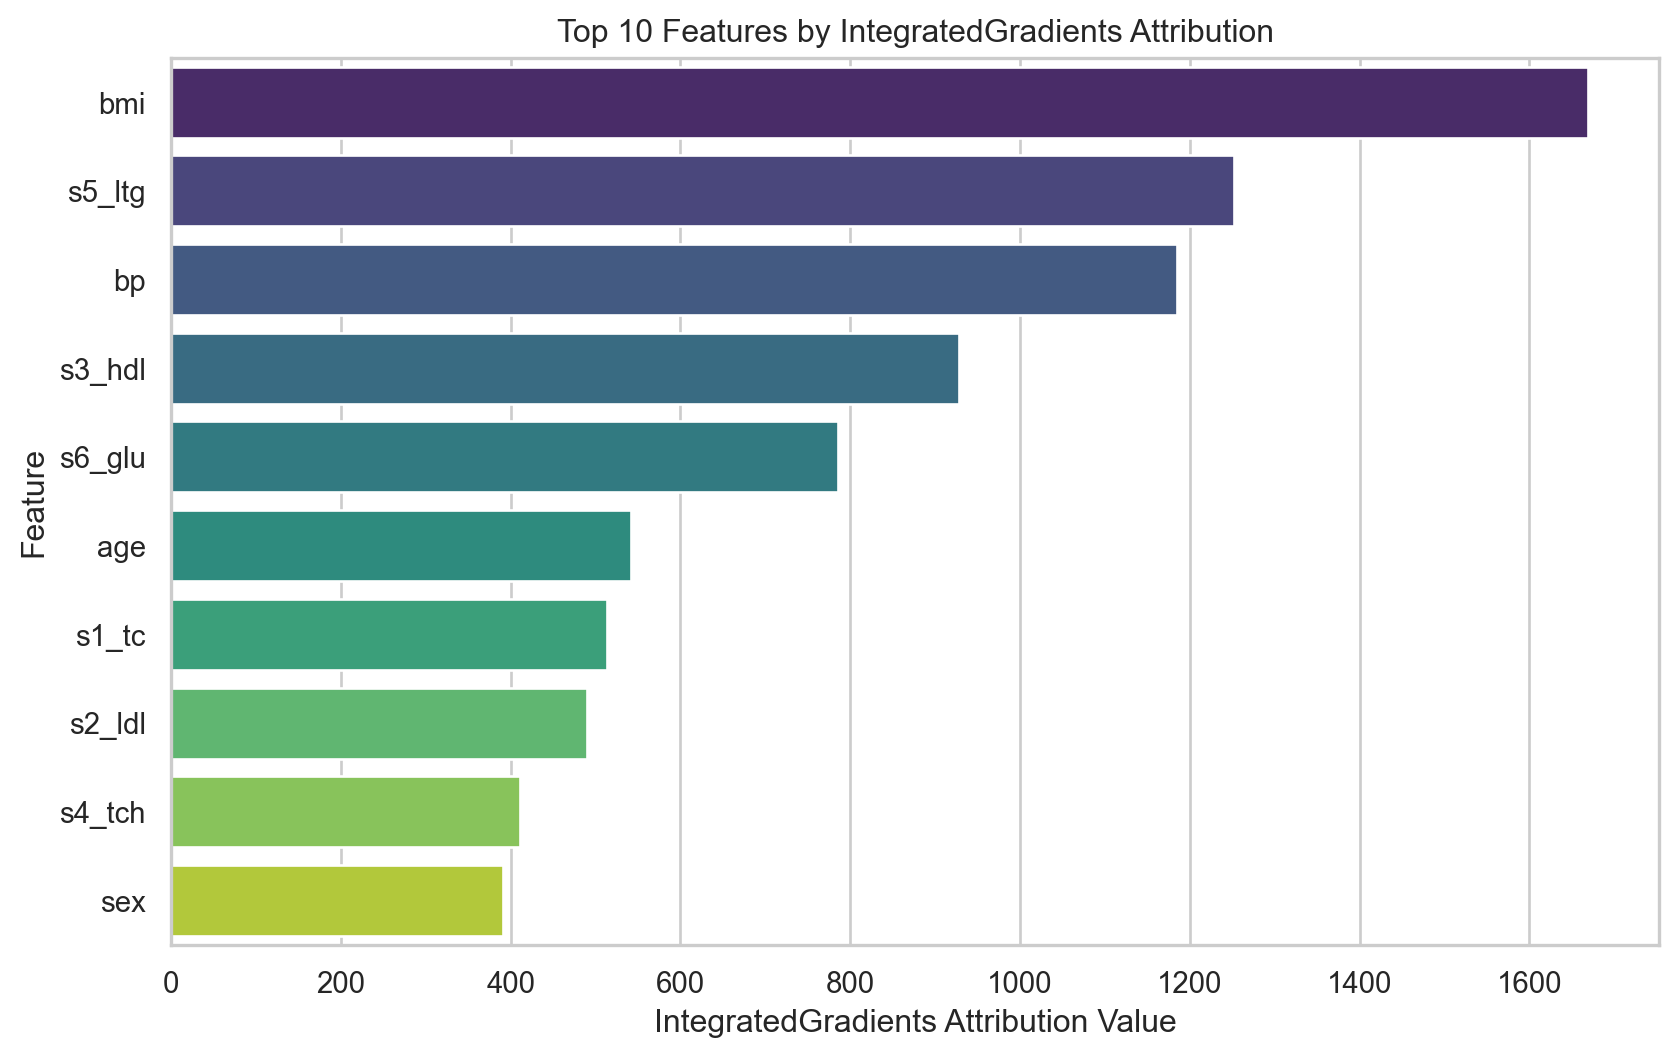 Top 10 Features by IntegratedGradients Attribution
bmi
s5_ltg
bp
s3_hdl
s6_glu
age
s1_tc
s2_ldl
s4_tch
sex
Feature
0 200 400 600 800 1000 1200 1400 1600
IntegratedGradients Attribution Value